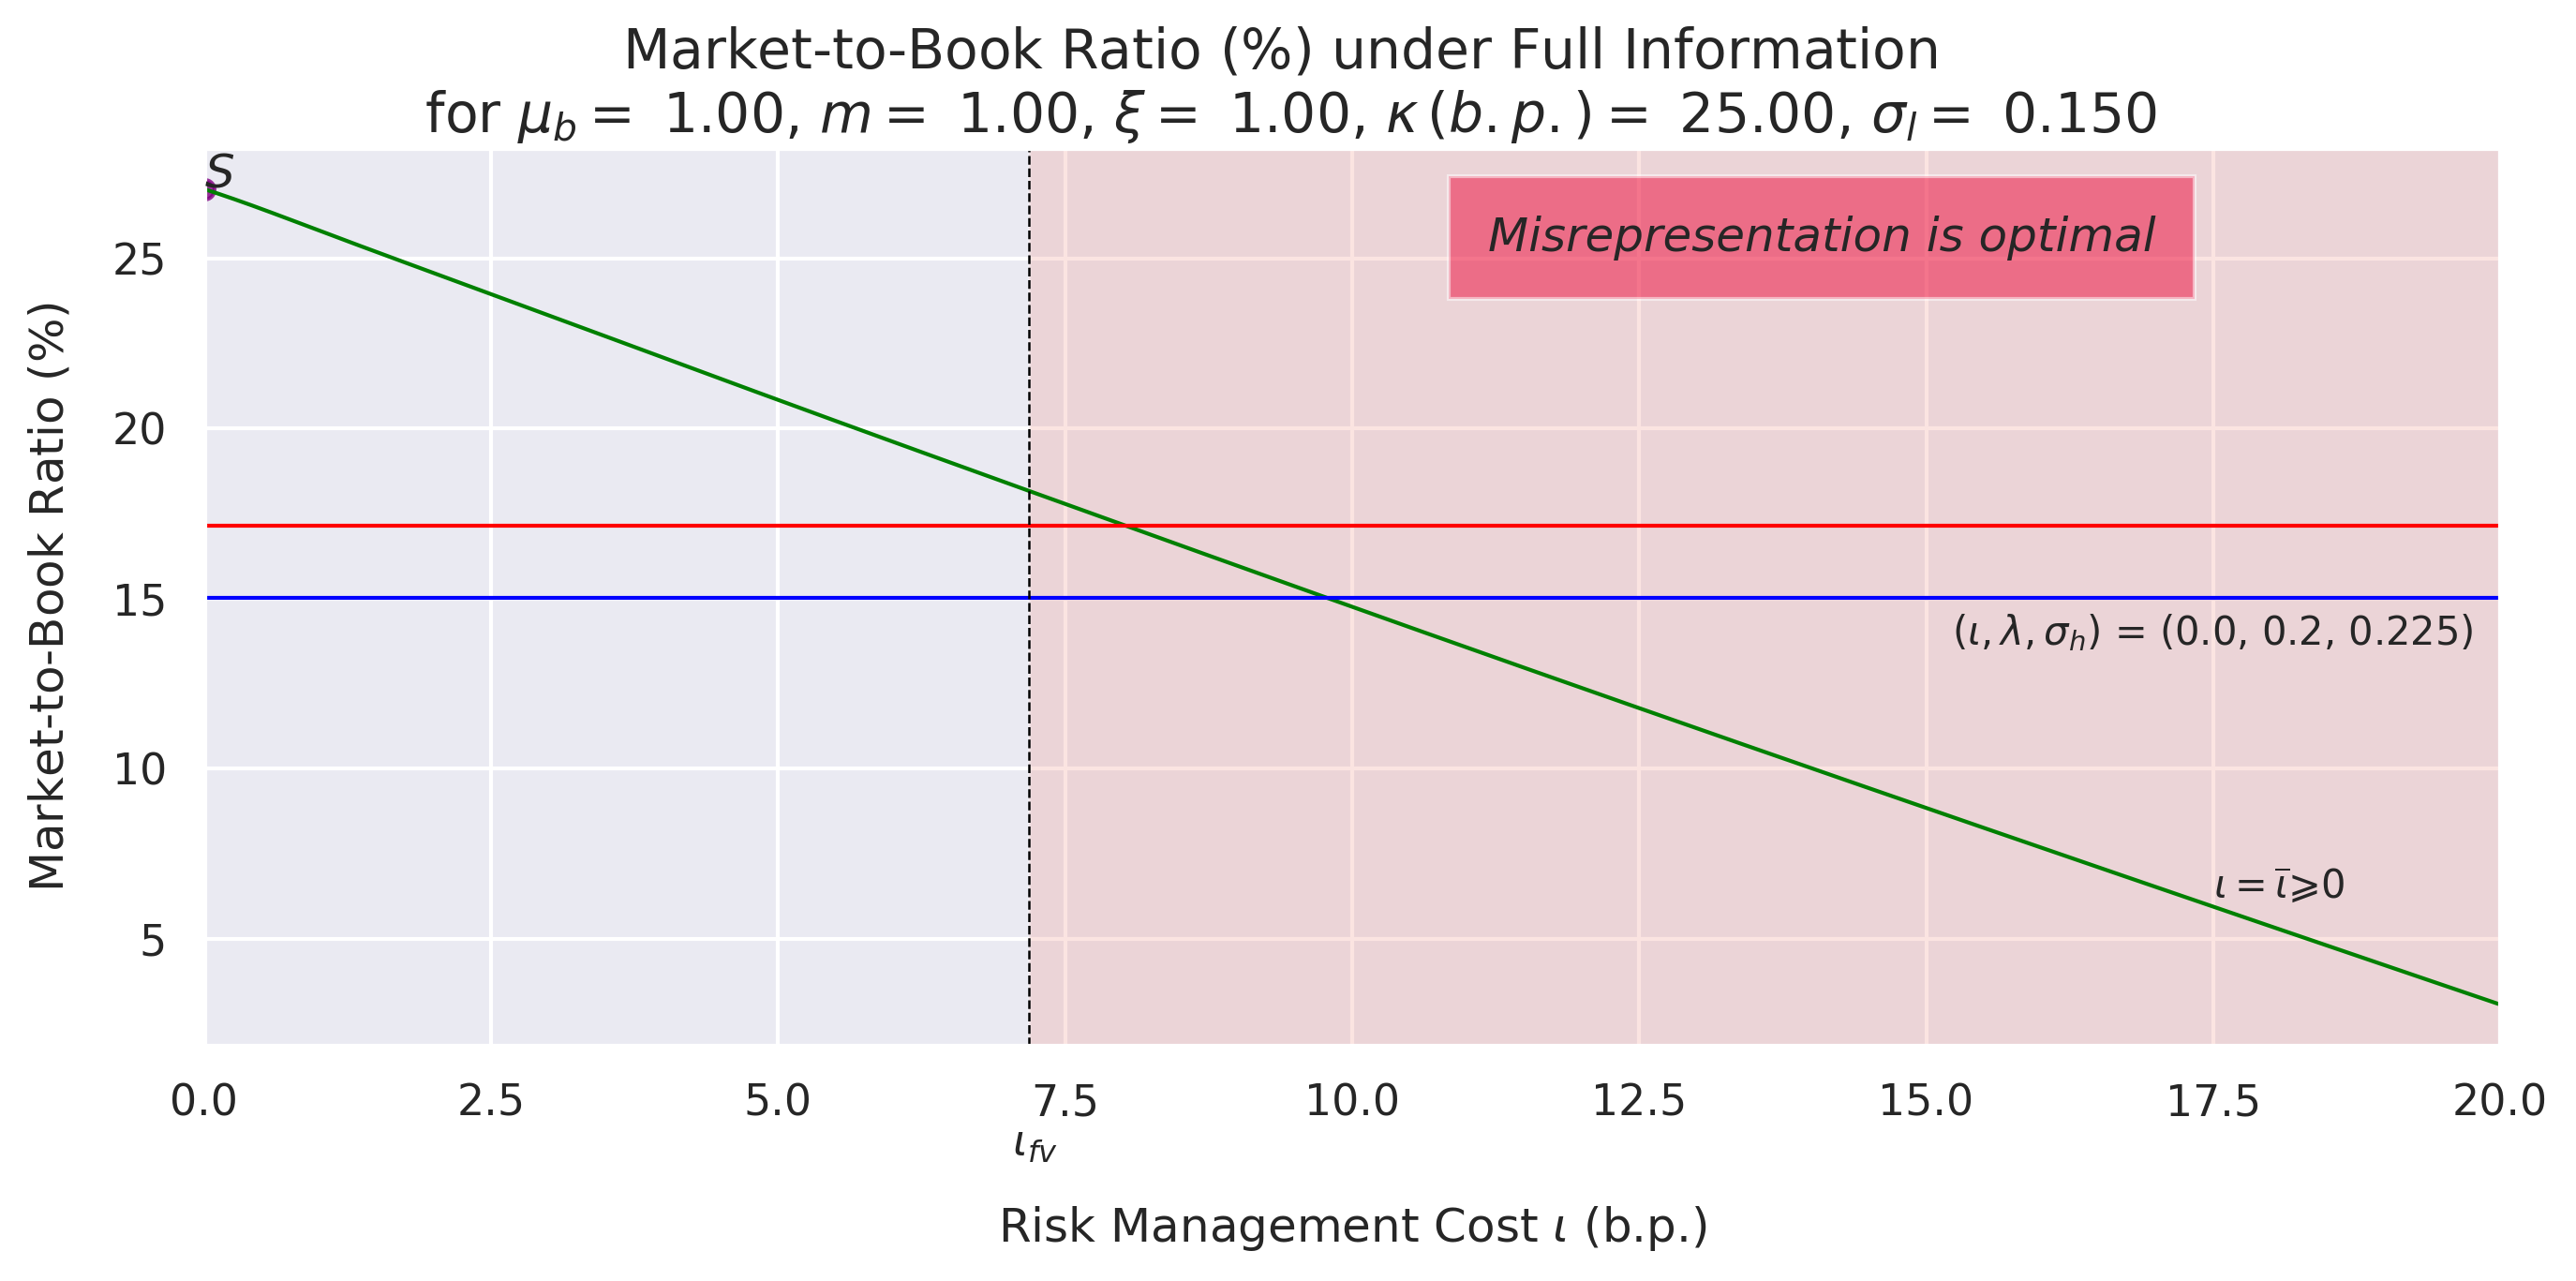 Market-to-Book Ratio (%) under Full Information
for μ_b = 1.00, m = 1.00, ξ = 1.00, κ (b.p.) = 25.00, σ_l = 0.150
S
Misrepresentation is optimal
Market-to-Book Ratio (%)
25
20
15
10
5
(ι, λ, σ_h) = (0.0, 0.2, 0.225)
ι = ῑ⩾0
0.0 2.5 5.0 7.5 10.0 12.5 15.0 17.5 20.0
ι_fv
Risk Management Cost ι (b.p.)